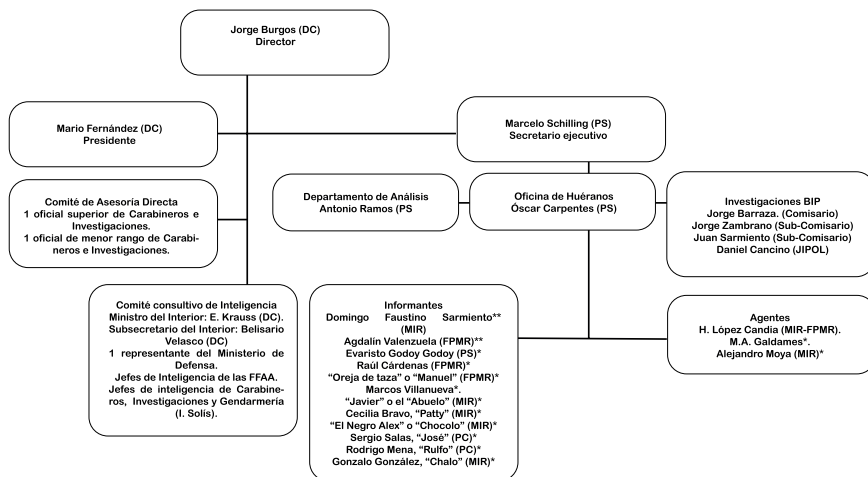 Jorge Burgos (DC)
Director
Mario Fernández (DC)
Presidente
Marcelo Schilling (PS)
Secretario ejecutivo
Comité de Asesoría Directa
1 oficial superior de Carabineros e
Investigaciones.
1 oficial de menor rango de Carabi-
neros e Investigaciones.
Departamento de Análisis
Antonio Ramos (PS
Oficina de Huéranos
Óscar Carpentes (PS)
Investigaciones BIP
Jorge Barraza. (Comisario)
Jorge Zambrano (Sub-Comisario)
Juan Sarmiento (Sub-Comisario)
Daniel Cancino (JIPOL)
Comité consultivo de Inteligencia
Ministro del Interior: E. Krauss (DC).
Subsecretario del Interior: Belisario
Velasco (DC)
1 representante del Ministerio de
Defensa.
Jefes de Inteligencia de las FFAA.
Jefes de inteligencia de Carabine-
ros, Investigaciones y Gendarmería
(I. Solís).
Informantes
Domingo Faustino Sarmiento**
(MIR)
Agdalín Valenzuela (FPMR)**
Evaristo Godoy Godoy (PS)*
Raúl Cárdenas (FPMR)*
"Oreja de taza" o "Manuel" (FPMR)*
Marcos Villanueva*.
"Javier" o el "Abuelo" (MIR)*
Cecilia Bravo, "Patty" (MIR)*
"El Negro Alex" o "Chocolo" (MIR)*
Sergio Salas, "José" (PC)*
Rodrigo Mena, "Rulfo" (PC)*
Gonzalo González, "Chalo" (MIR)*
Agentes
H. López Candia (MIR-FPMR).
M.A. Galdames*.
Alejandro Moya (MIR)*